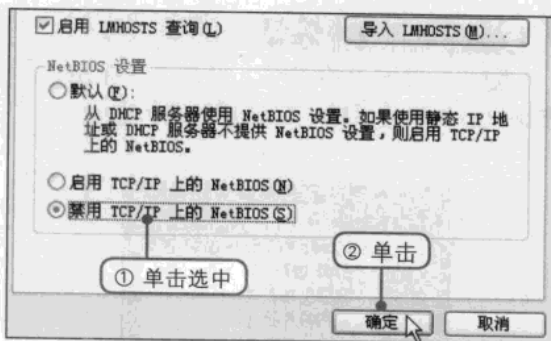 启用 LMHOSTS 查询(L)
导入 LMHOSTS(M)...
NetBIOS 设置
默认(F):
从 DHCP 服务器使用 NetBIOS 设置。如果使用静态 IP 地
址或 DHCP 服务器不提供 NetBIOS 设置,则启用 TCP/IP
上的 NetBIOS。
启用 TCP/IP 上的 NetBIOS(N)
禁用 TCP/IP 上的 NetBIOS(S)
① 单击选中
② 单击
确定
取消